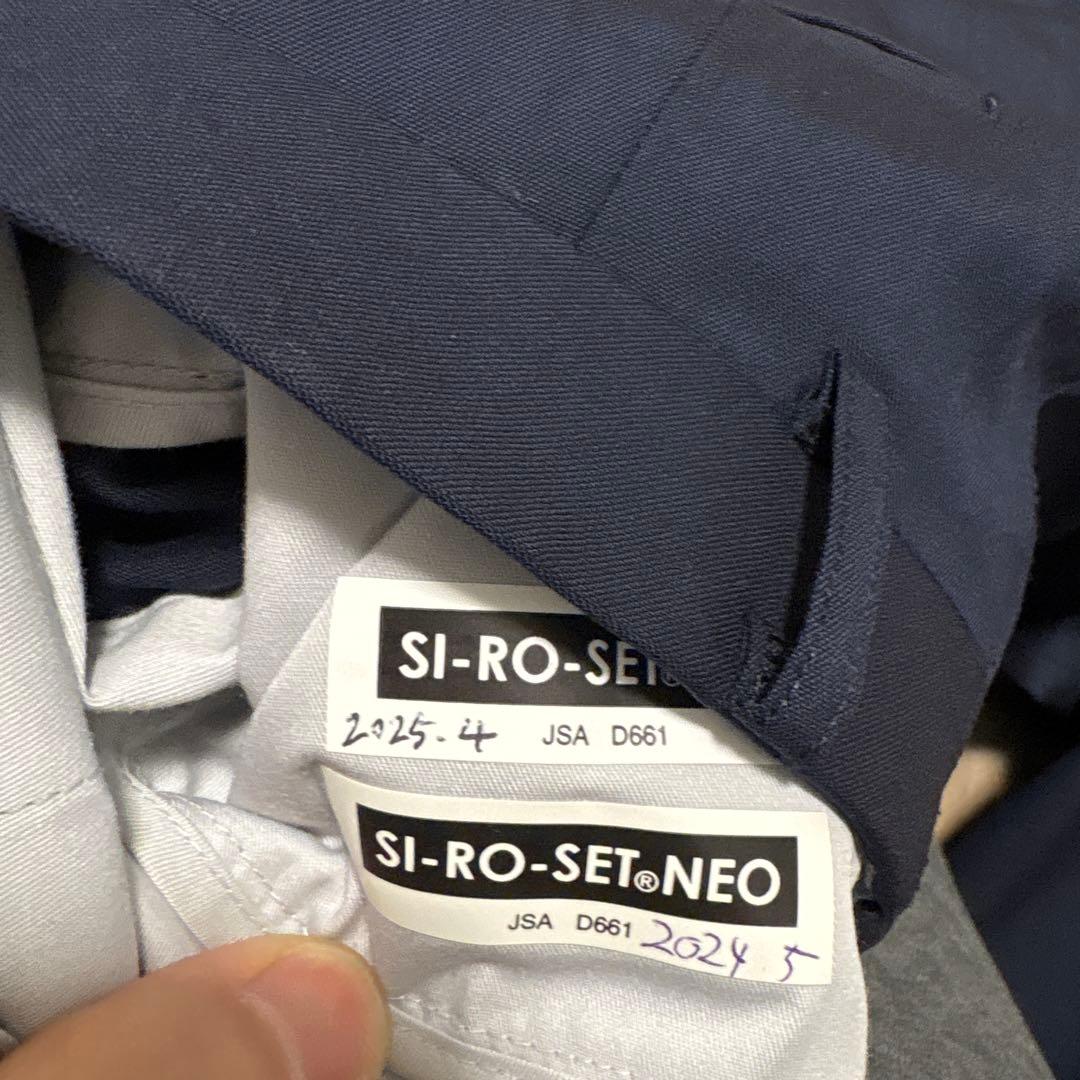 SI-RO-SET®
2025.4 JSA D661
SI-RO-SET®NEO
JSA D661 2024 5